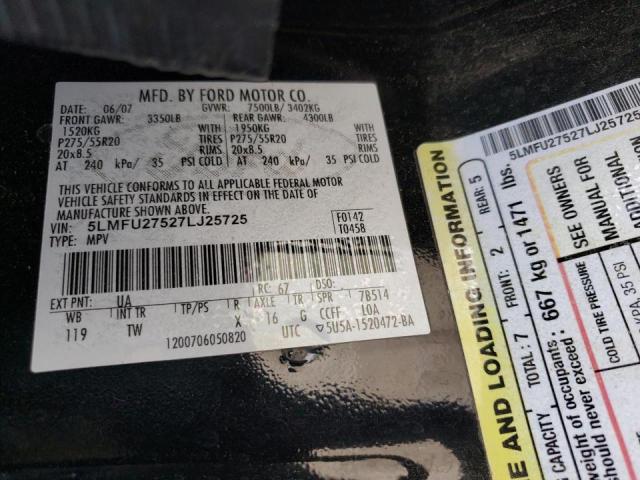 MFD. BY FORD MOTOR CO.
DATE: 06/07 GVWR: 7500LB/ 3402KG
FRONT GAWR: 3350LB REAR GAWR: 4300LB
1520KG WITH 1950KG WITH
P275/55R20 TIRES P275/55R20 TIRES
20x8.5 RIMS 20x8.5 RIMS
AT 240 kPa/ 35 PSI COLD AT 240 kPa/ 35 PSI COLD
THIS VEHICLE CONFORMS TO ALL APPLICABLE FEDERAL MOTOR
VEHICLE SAFETY STANDARDS IN EFFECT ON THE DATE OF
MANUFACTURE SHOWN ABOVE.
VIN: 5LMFU27527LJ25725 F0142
TYPE: MPV T0458
EXT PNT: UA RC: 67 DSO:
WB INT TR TP/PS R AXLE TR SPR 7B514
119 TW X 16 G CCFF LOA
1200706050820 UTC 5U5A-1520472-BA
5LMFU27527LJ25725
RE AND LOADING INFORMATION
CAPACITY TOTAL: 7 FRONT: 2 REAR: 5
weight of occupants: 667 kg or 1471 lbs.
should never exceed
COLD TIRE PRESSURE
35 PSI
SEE OWNERS
MANUAL FOR